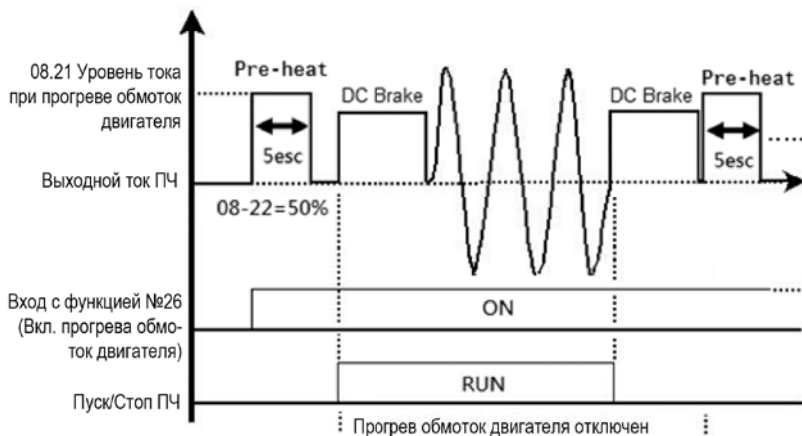 08.21 Уровень тока
при прогреве обмоток
двигателя
Pre-heat
DC Brake
DC Brake
Pre-heat
5esc
5esc
Выходной ток ПЧ
08-22=50%
Вход с функцией №26
(Вкл. прогрева обмо-
ток двигателя)
ON
Пуск/Стоп ПЧ
RUN
Прогрев обмоток двигателя отключен